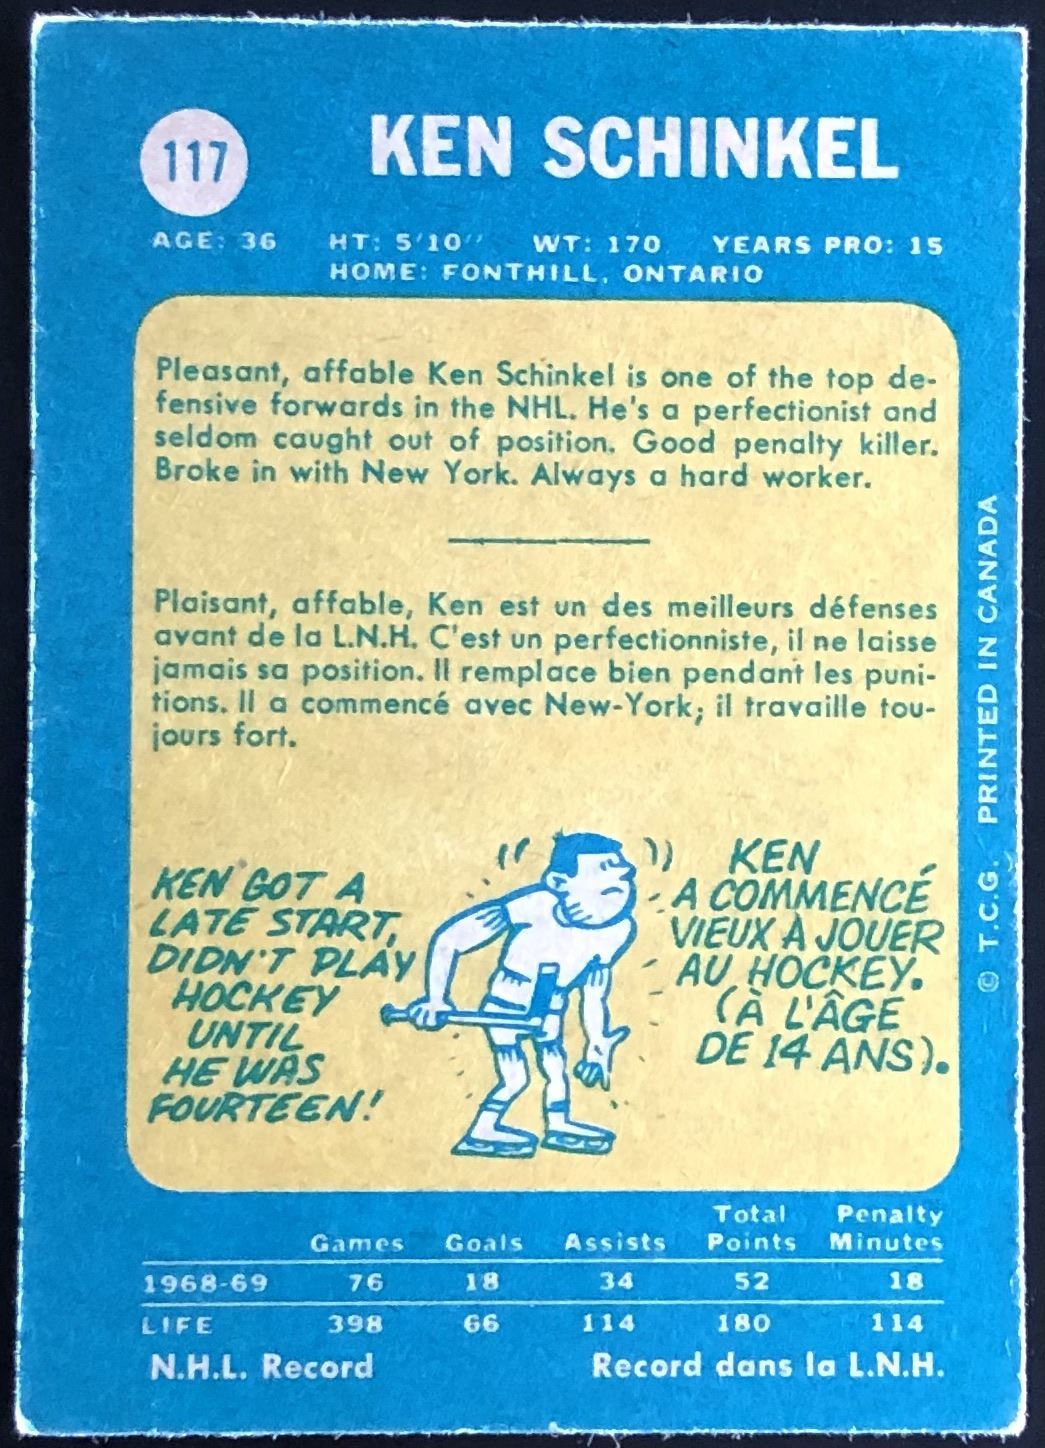 117
KEN SCHINKEL
AGE: 36 HT: 5'10" WT: 170 YEARS PRO: 15
HOME: FONTHILL, ONTARIO
Pleasant, affable Ken Schinkel is one of the top de-
fensive forwards in the NHL. He's a perfectionist and
seldom caught out of position. Good penalty killer.
Broke in with New York. Always a hard worker.
Plaisant, affable, Ken est un des meilleurs défenses
avant de la L.N.H. C'est un perfectionniste, il ne laisse
jamais sa position. Il remplace bien pendant les puni-
tions. Il a commencé avec New-York; il travaille tou-
jours fort.
KEN GOT A
LATE START,
DIDN'T PLAY
HOCKEY
UNTIL
HE WAS
FOURTEEN!
KEN
A COMMENCÉ
VIEUX À JOUER
AU HOCKEY.
(À L'ÂGE
DE 14 ANS).
© T.C.G. PRINTED IN CANADA
Games Goals Assists Total Points Penalty Minutes
1968-69 76 18 34 52 18
LIFE 398 66 114 180 114
N.H.L. Record Record dans la L.N.H.